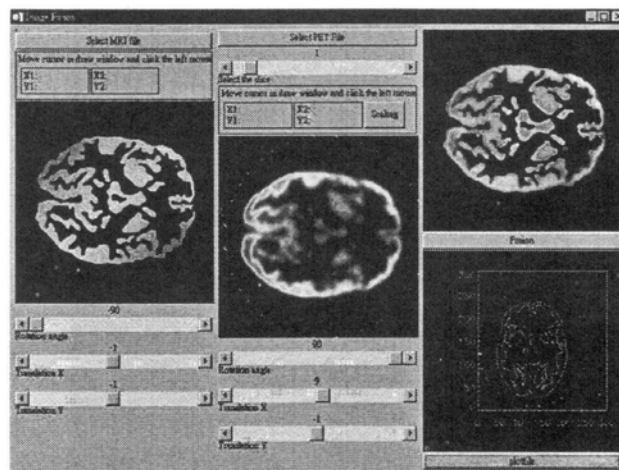 Image Fusion
Select MRI file
Move cursor in draw window and click the left mouse
X1: X2:
Y1: Y2:
-90
Rotation angle
Translation X
-1
Translation Y
Select PET File
1
Select the slice
Move cursor in draw window and click the left mouse
X1: X2:
Y1: Y2:
Scaling
90
Rotation angle
9
Translation X
-1
Translation Y
Fusion
plotfile